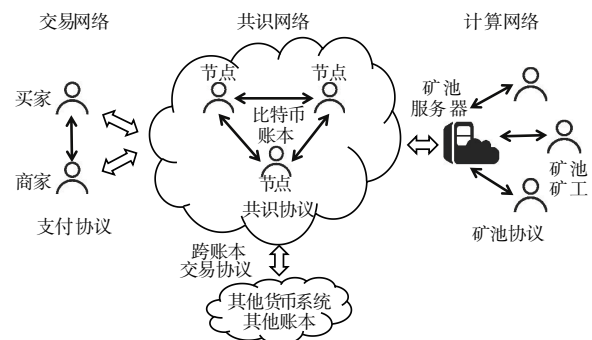 交易网络
共识网络
计算网络
买家
商家
支付协议
节点
节点
比特币
账本
节点
共识协议
矿池
服务器
矿池
矿工
矿池协议
跨账本
交易协议
其他货币系统
其他账本